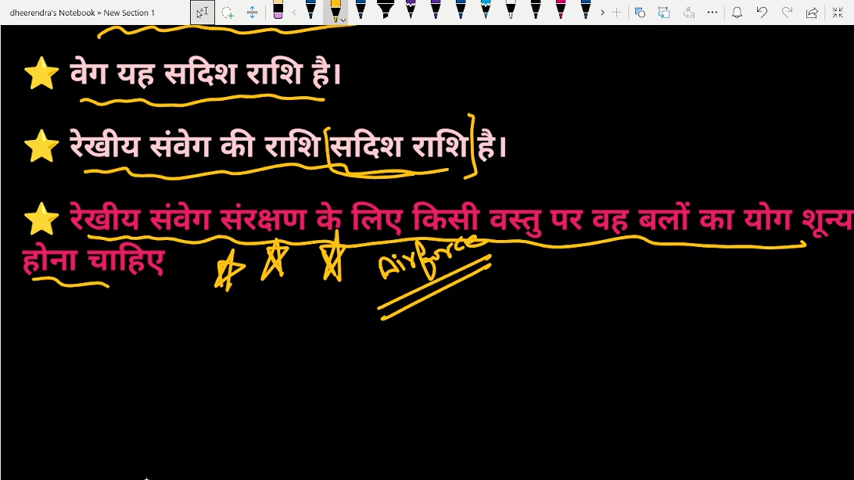 dheerendra's Notebook » New Section 1
वेग यह सदिश राशि है।
रेखीय संवेग की राशि सदिश राशि है।
रेखीय संवेग संरक्षण के लिए किसी वस्तु पर वह बलों का योग शून्य
होना चाहिए
Airforce